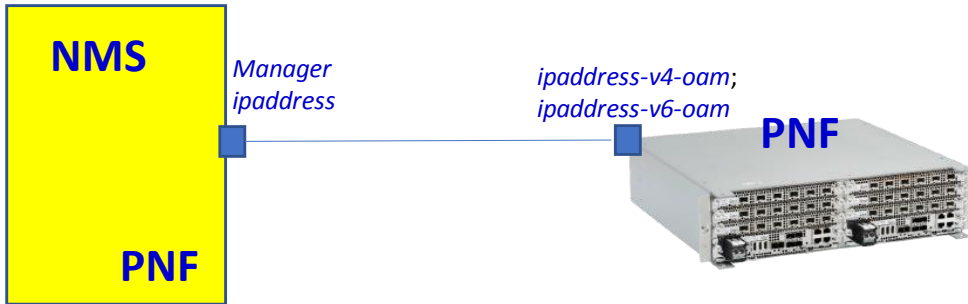 NMS
Manager
ipaddress
ipaddress-v4-oam;
ipaddress-v6-oam
PNF
PNF